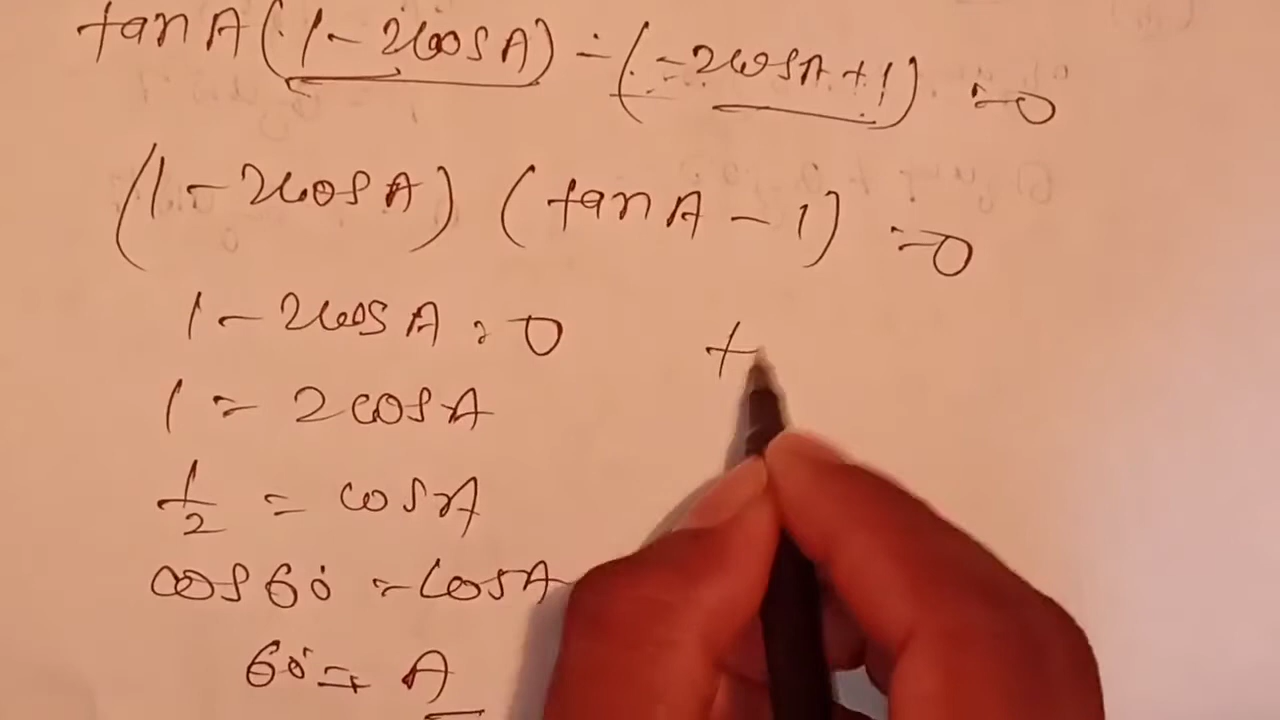 tanA(1-2cosA) -(-2cosA+1) =0
(1-2cosA) (tanA-1) =0
1-2cosA = 0 t
1 = 2cosA
1/2 = cosA
cos60° = cosA
60° = A